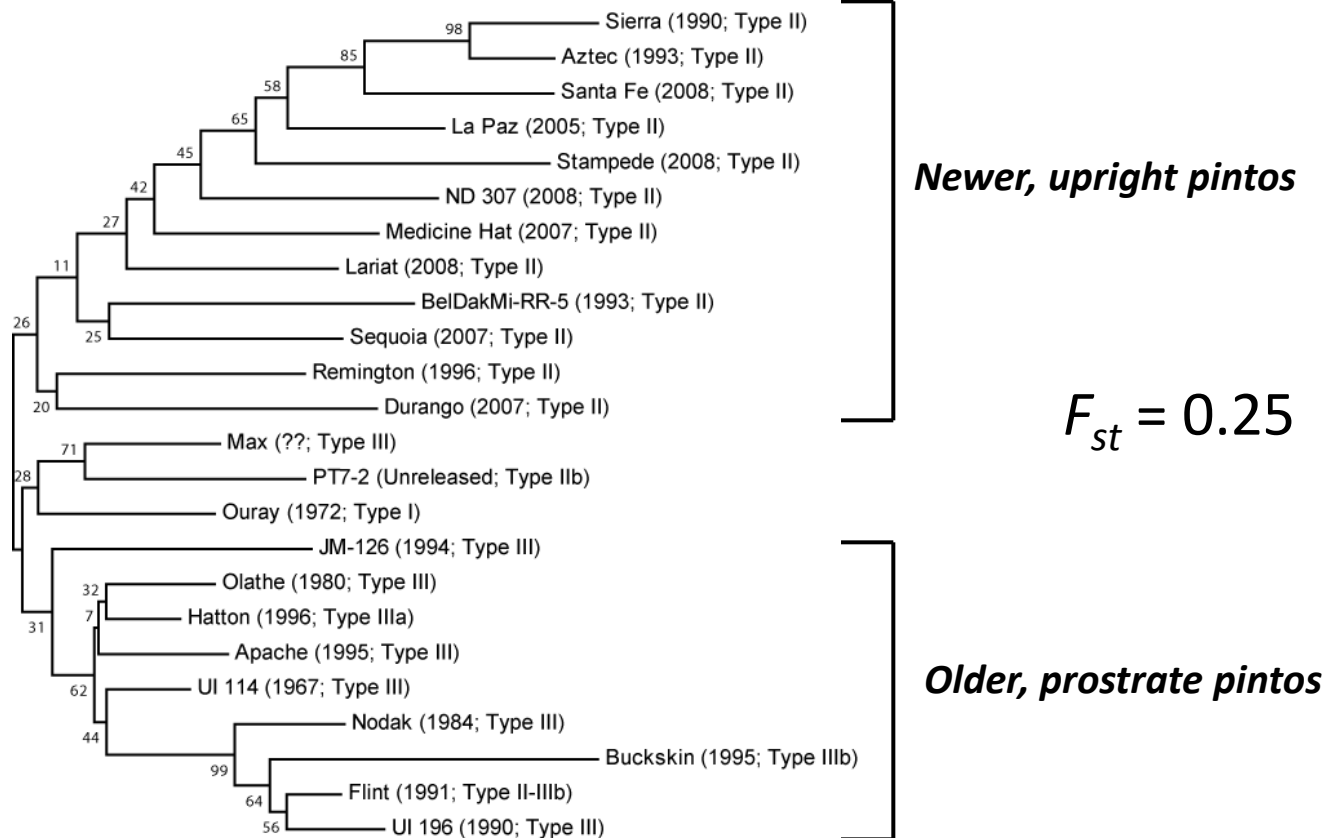 98
Sierra (1990; Type II)
Aztec (1993; Type II)
85
Santa Fe (2008; Type II)
58
La Paz (2005; Type II)
65
Stampede (2008; Type II)
45
ND 307 (2008; Type II)
42
Medicine Hat (2007; Type II)
27
Lariat (2008; Type II)
11
BelDakMi-RR-5 (1993; Type II)
25
Sequoia (2007; Type II)
26
Remington (1996; Type II)
20
Durango (2007; Type II)
Newer, upright pintos
Fst = 0.25
71
Max (??; Type III)
PT7-2 (Unreleased; Type IIb)
28
Ouray (1972; Type I)
JM-126 (1994; Type III)
31
32
Olathe (1980; Type III)
Hatton (1996; Type IIIa)
7
Apache (1995; Type III)
62
UI 114 (1967; Type III)
44
Nodak (1984; Type III)
99
Buckskin (1995; Type IIIb)
64
Flint (1991; Type II-IIIb)
56
UI 196 (1990; Type III)
Older, prostrate pintos